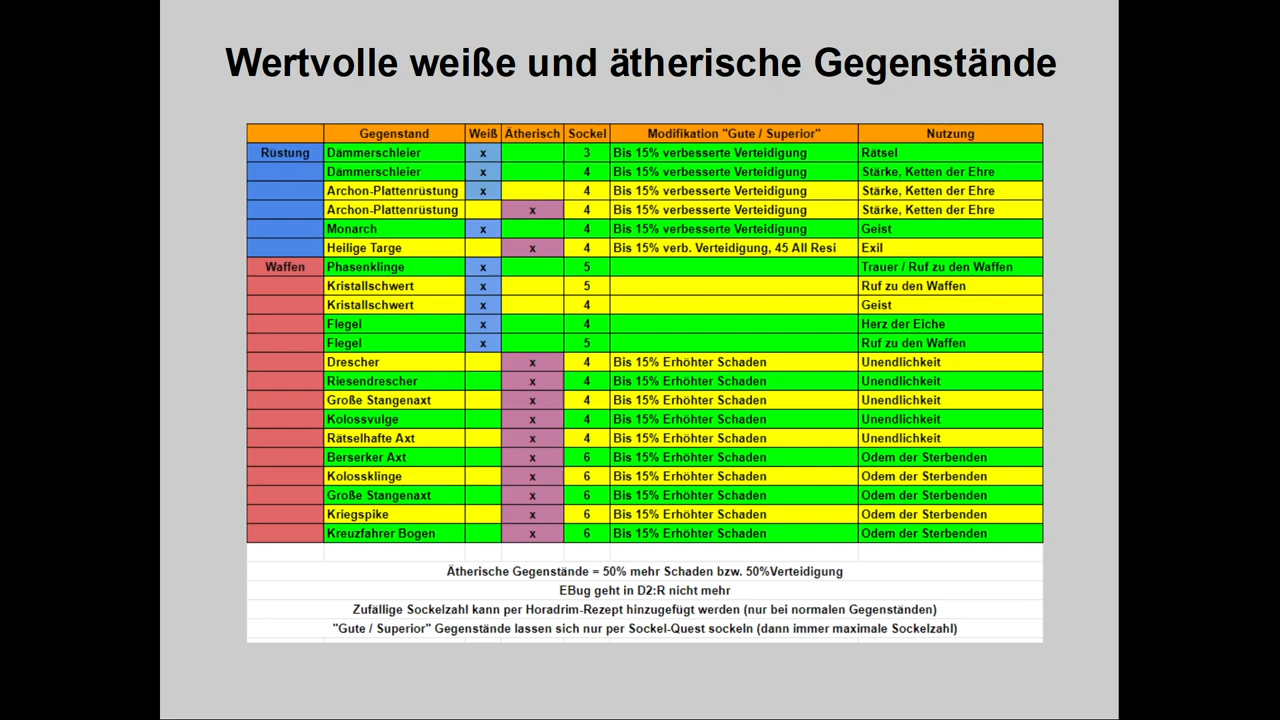 Wertvolle weiße und ätherische Gegenstände
Gegenstand Weiß Ätherisch Sockel Modifikation "Gute / Superior" Nutzung
Rüstung Dämmerschleier x 3 Bis 15% verbesserte Verteidigung Rätsel
Dämmerschleier x 4 Bis 15% verbesserte Verteidigung Stärke, Ketten der Ehre
Archon-Plattenrüstung x 4 Bis 15% verbesserte Verteidigung Stärke, Ketten der Ehre
Archon-Plattenrüstung x 4 Bis 15% verbesserte Verteidigung Stärke, Ketten der Ehre
Monarch x 4 Bis 15% verbesserte Verteidigung Geist
Heilige Targe x 4 Bis 15% verb. Verteidigung, 45 All Resi Exil
Waffen Phasenklinge x 5 Trauer / Ruf zu den Waffen
Kristallschwert x 5 Ruf zu den Waffen
Kristallschwert x 4 Geist
Flegel x 4 Herz der Eiche
Flegel x 5 Ruf zu den Waffen
Drescher x 4 Bis 15% Erhöhter Schaden Unendlichkeit
Riesendrescher x 4 Bis 15% Erhöhter Schaden Unendlichkeit
Große Stangenaxt x 4 Bis 15% Erhöhter Schaden Unendlichkeit
Kolossvulge x 4 Bis 15% Erhöhter Schaden Unendlichkeit
Rätselhafte Axt x 4 Bis 15% Erhöhter Schaden Unendlichkeit
Berserker Axt x 6 Bis 15% Erhöhter Schaden Odem der Sterbenden
Kolossklinge x 6 Bis 15% Erhöhter Schaden Odem der Sterbenden
Große Stangenaxt x 6 Bis 15% Erhöhter Schaden Odem der Sterbenden
Kriegspike x 6 Bis 15% Erhöhter Schaden Odem der Sterbenden
Kreuzfahrer Bogen x 6 Bis 15% Erhöhter Schaden Odem der Sterbenden
Ätherische Gegenstände = 50% mehr Schaden bzw. 50%Verteidigung
EBug geht in D2:R nicht mehr
Zufällige Sockelzahl kann per Horadrim-Rezept hinzugefügt werden (nur bei normalen Gegenständen)
"Gute / Superior" Gegenstände lassen sich nur per Sockel-Quest sockeln (dann immer maximale Sockelzahl)